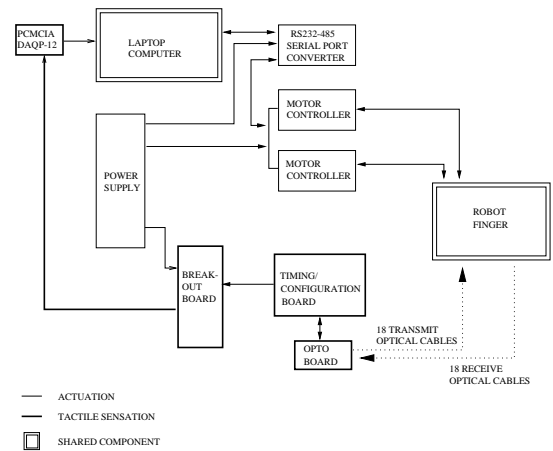 PCMCIA
DAQP-12
LAPTOP
COMPUTER
RS232-485
SERIAL PORT
CONVERTER
MOTOR
CONTROLLER
MOTOR
CONTROLLER
POWER
SUPPLY
ROBOT
FINGER
BREAK-
OUT
BOARD
TIMING/
CONFIGURATION
BOARD
OPTO
BOARD
18 TRANSMIT
OPTICAL CABLES
18 RECEIVE
OPTICAL CABLES
ACTUATION
TACTILE SENSATION
SHARED COMPONENT